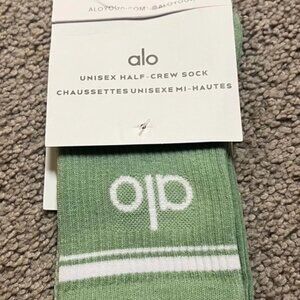 alo
UNISEX HALF-CREW SOCK
CHAUSSETTES UNISEXE MI-HAUTES
alo